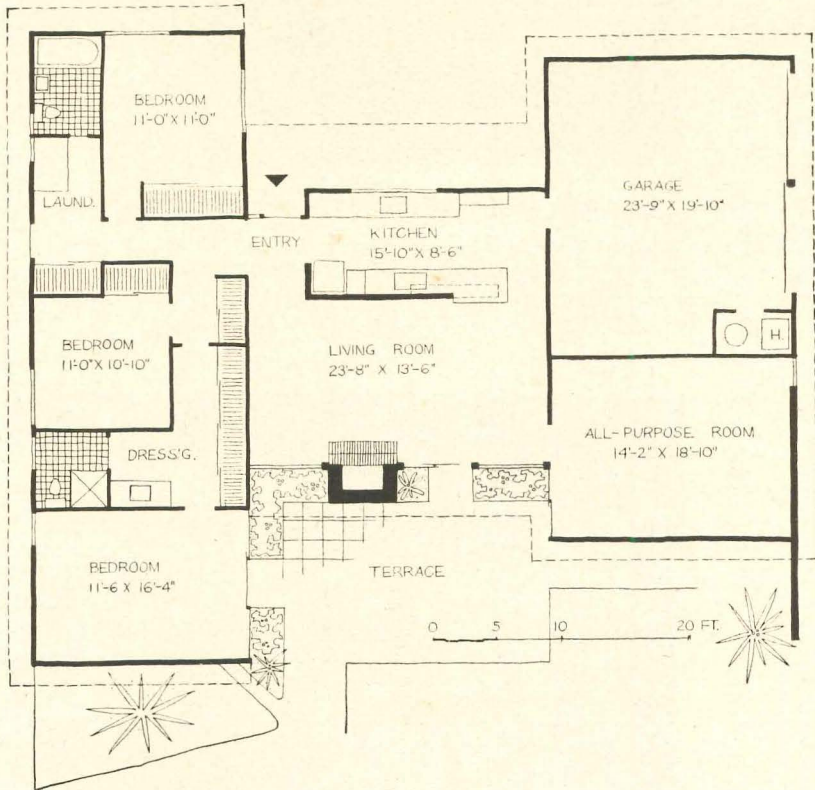 BEDROOM
11'-0" X 11'-0"
LAUND.
ENTRY
KITCHEN
15'-10" X 8'-6"
GARAGE
23'-9" X 19'-10"
H.
BEDROOM
11'-0" X 10'-10"
LIVING ROOM
23'-8" X 13'-6"
DRESS'G.
ALL-PURPOSE ROOM
14'-2" X 18'-10"
BEDROOM
11'-6 X 16'-4"
TERRACE
0 5 10 20 FT.